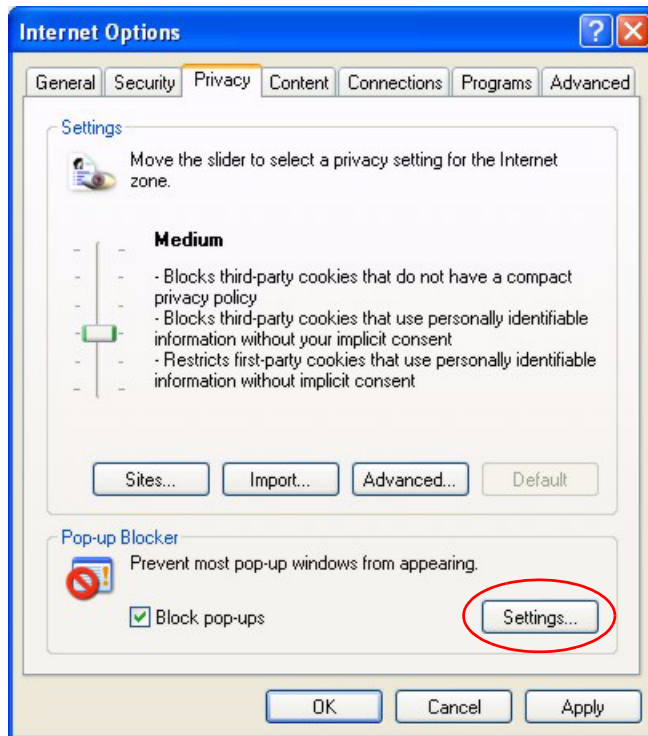 Internet Options
General Security Privacy Content Connections Programs Advanced
Settings
Move the slider to select a privacy setting for the Internet
zone.
Medium
- Blocks third-party cookies that do not have a compact
privacy policy
- Blocks third-party cookies that use personally identifiable
information without your implicit consent
- Restricts first-party cookies that use personally identifiable
information without implicit consent
Sites... Import... Advanced... Default
Pop-up Blocker
Prevent most pop-up windows from appearing.
Block pop-ups Settings...
OK Cancel Apply